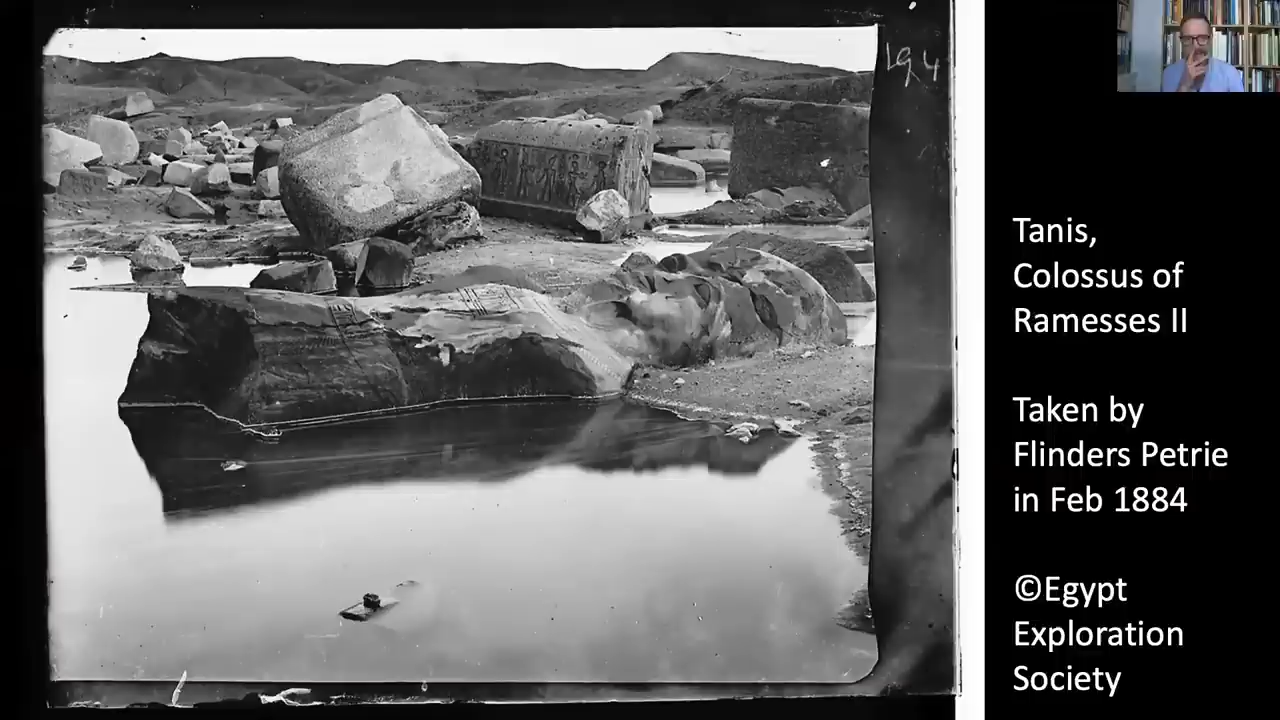 194
Tanis,
Colossus of
Ramesses II
Taken by
Flinders Petrie
in Feb 1884
©Egypt
Exploration
Society